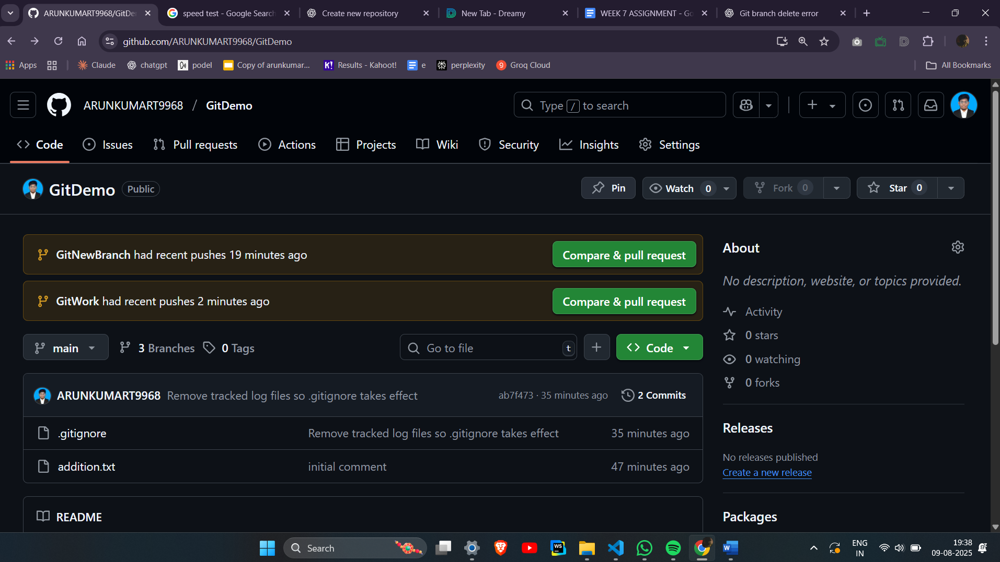 ARUNKUMART9968/GitDe
speed test - Google Search
Create new repository
New Tab - Dreamy
WEEK 7 ASSIGNMENT - Go
Git branch delete error
github.com/ARUNKUMART9968/GitDemo
Apps
Claude
chatgpt
podel
Copy of arunkumar...
K!
Results - Kahoot!
e
perplexity
9
Groq Cloud
All Bookmarks
ARUNKUMART9968 / GitDemo
Type / to search
Code
Issues
Pull requests
Actions
Projects
Wiki
Security
Insights
Settings
GitDemo
Public
Pin
Watch 0
Fork 0
Star 0
GitNewBranch had recent pushes 19 minutes ago
Compare & pull request
GitWork had recent pushes 2 minutes ago
Compare & pull request
main
3 Branches
0 Tags
Go to file
t
Code
ARUNKUMART9968 Remove tracked log files so .gitignore takes effect
ab7f473 · 35 minutes ago
2 Commits
.gitignore
Remove tracked log files so .gitignore takes effect
35 minutes ago
addition.txt
initial comment
47 minutes ago
README
About
No description, website, or topics provided.
Activity
0 stars
0 watching
0 forks
Releases
No releases published
Create a new release
Packages
Search
WS
W
ENG
IN
19:38
09-08-2025